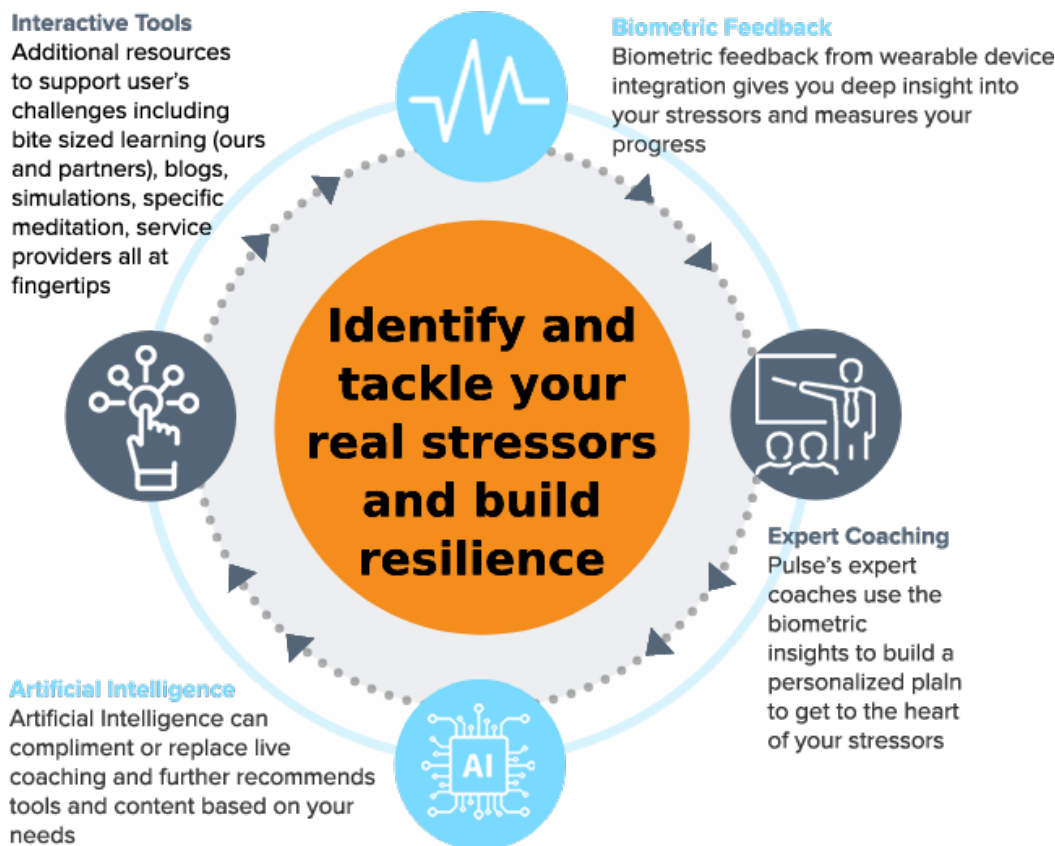 Interactive Tools
Additional resources
to support user's
challenges including
bite sized learning (ours
and partners), blogs,
simulations, specific
meditation, service
providers all at
fingertips
Biometric Feedback
Biometric feedback from wearable device
integration gives you deep insight into
your stressors and measures your
progress
Identify and
tackle your
real stressors
and build
resilience
Expert Coaching
Pulse's expert
coaches use the
biometric
insights to build a
personalized plaln
to get to the heart
of your stressors
Artificial Intelligence
Artificial Intelligence can
compliment or replace live
coaching and further recommends
tools and content based on your
needs
AI